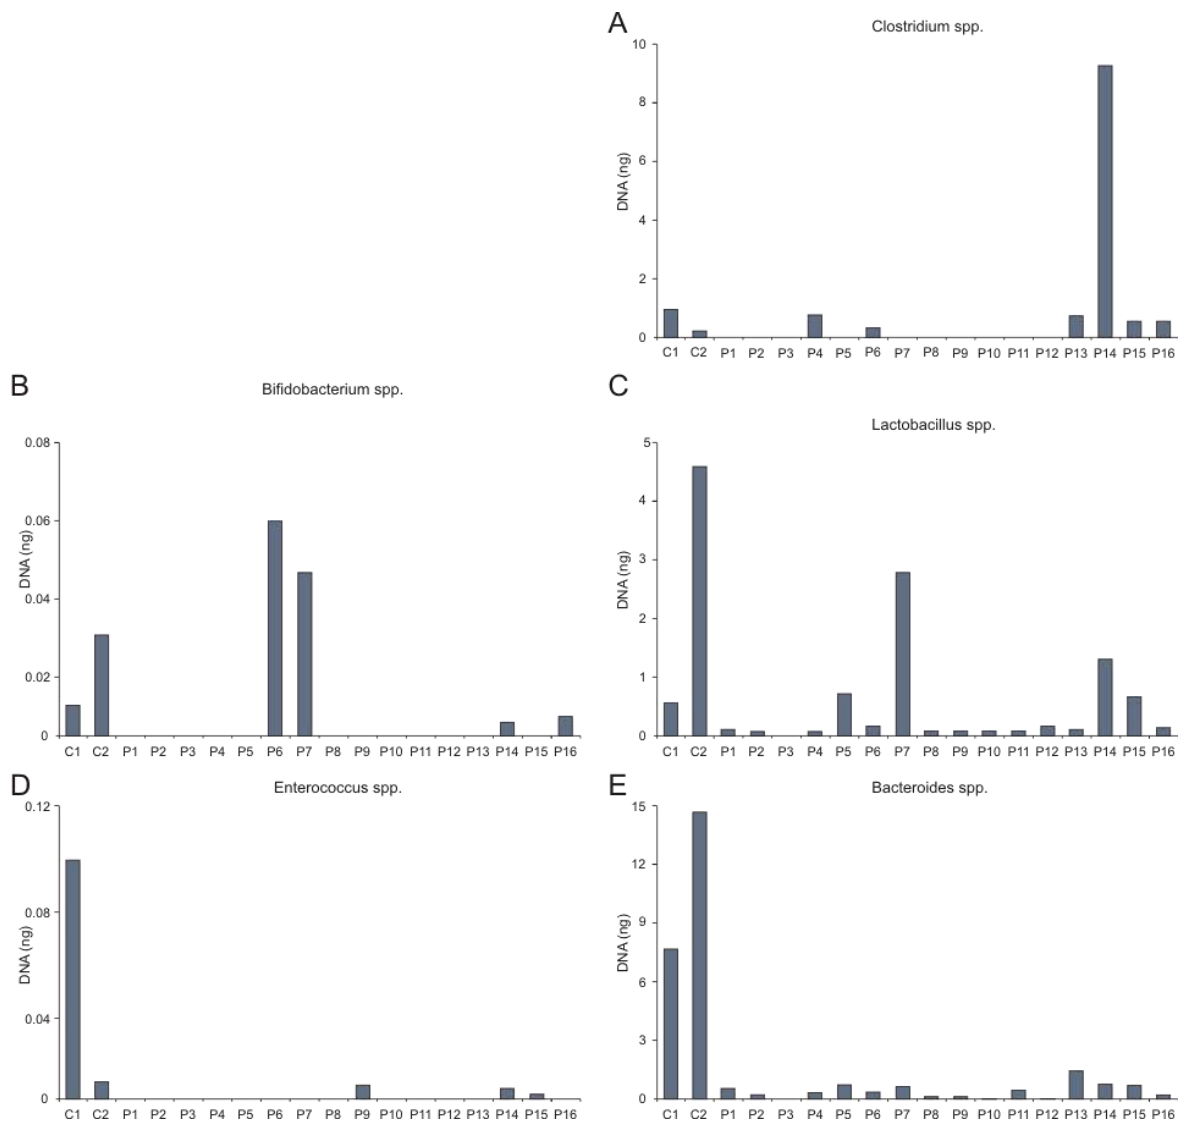 A
Clostridium spp.
DNA (ng)
10
8
6
4
2
0
C1 C2 P1 P2 P3 P4 P5 P6 P7 P8 P9 P10 P11 P12 P13 P14 P15 P16
B
Bifidobacterium spp.
DNA (ng)
0.08
0.06
0.04
0.02
0
C1 C2 P1 P2 P3 P4 P5 P6 P7 P8 P9 P10 P11 P12 P13 P14 P15 P16
C
Lactobacillus spp.
DNA (ng)
5
4
3
2
1
0
C1 C2 P1 P2 P3 P4 P5 P6 P7 P8 P9 P10 P11 P12 P13 P14 P15 P16
D
Enterococcus spp.
DNA (ng)
0.12
0.08
0.04
0
C1 C2 P1 P2 P3 P4 P5 P6 P7 P8 P9 P10 P11 P12 P13 P14 P15 P16
E
Bacteroides spp.
DNA (ng)
15
12
9
6
3
0
C1 C2 P1 P2 P3 P4 P5 P6 P7 P8 P9 P10 P11 P12 P13 P14 P15 P16